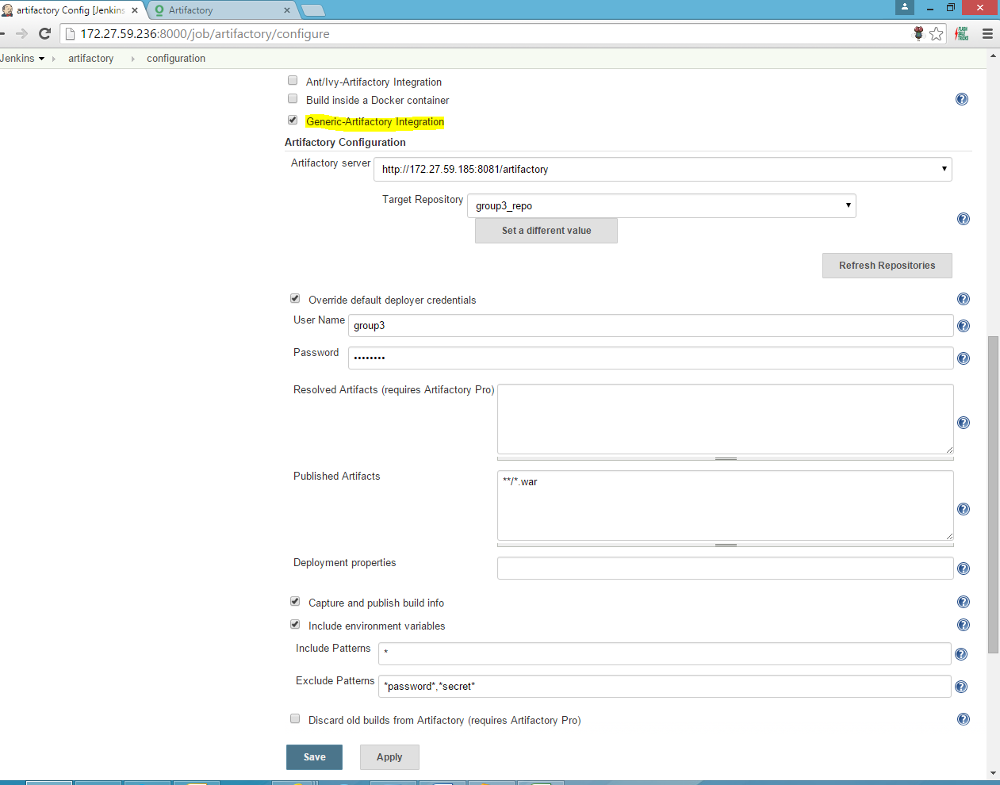 artifactory Config [Jenkins
Artifactory
172.27.59.236:8000/job/artifactory/configure
FLASH SALE TRICKS
Jenkins
artifactory
configuration
Ant/Ivy-Artifactory Integration
Build inside a Docker container
Generic-Artifactory Integration
Artifactory Configuration
Artifactory server
http://172.27.59.185:8081/artifactory
Target Repository
group3_repo
Set a different value
Refresh Repositories
Override default deployer credentials
User Name
group3
Password
••••••••
Resolved Artifacts (requires Artifactory Pro)
Published Artifacts
**/*.war
Deployment properties
Capture and publish build info
Include environment variables
Include Patterns
*
Exclude Patterns
*password*,*secret*
Discard old builds from Artifactory (requires Artifactory Pro)
Save
Apply